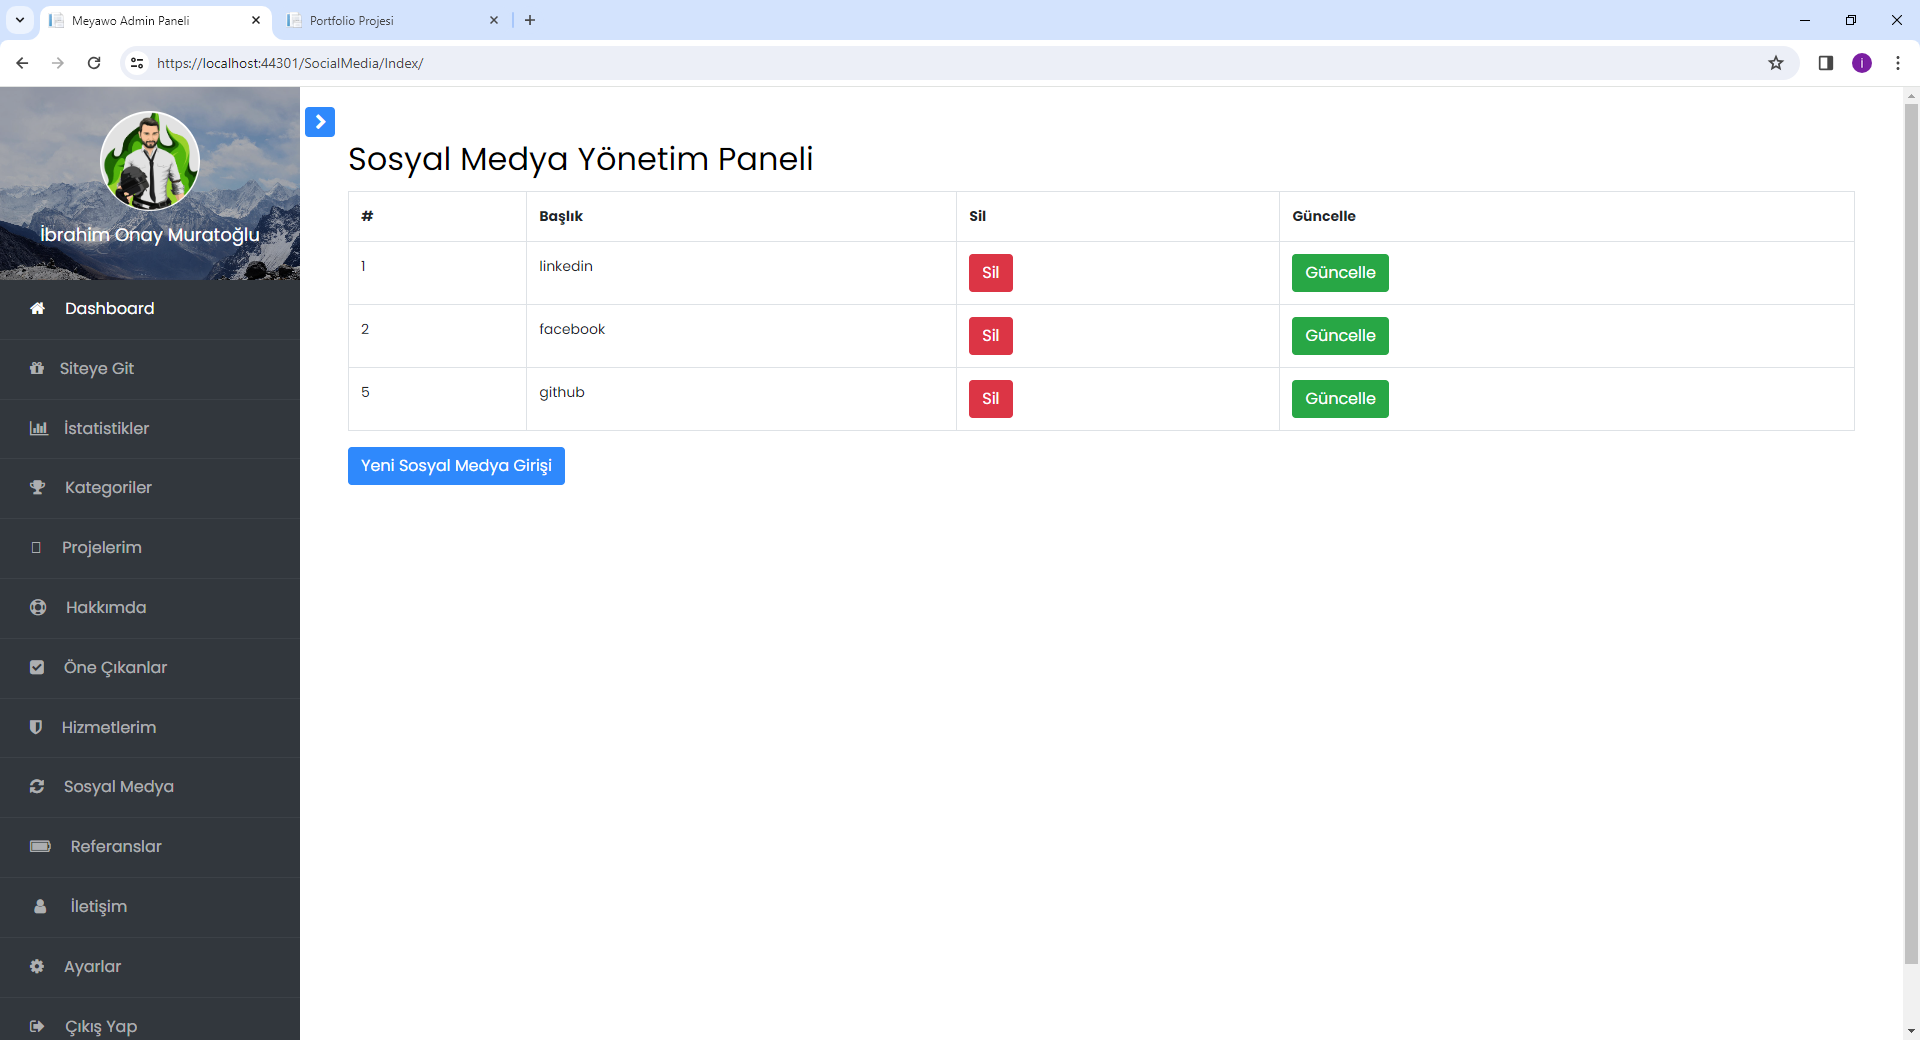 Meyawo Admin Paneli
Portfolio Projesi
https://localhost:44301/SocialMedia/Index/
i
İbrahim Onay Muratoğlu
Dashboard
Siteye Git
İstatistikler
Kategoriler
Projelerim
Hakkımda
Öne Çıkanlar
Hizmetlerim
Sosyal Medya
Referanslar
İletişim
Ayarlar
Çıkış Yap
Sosyal Medya Yönetim Paneli
# Başlık Sil Güncelle
1 linkedin Sil Güncelle
2 facebook Sil Güncelle
5 github Sil Güncelle
Yeni Sosyal Medya Girişi